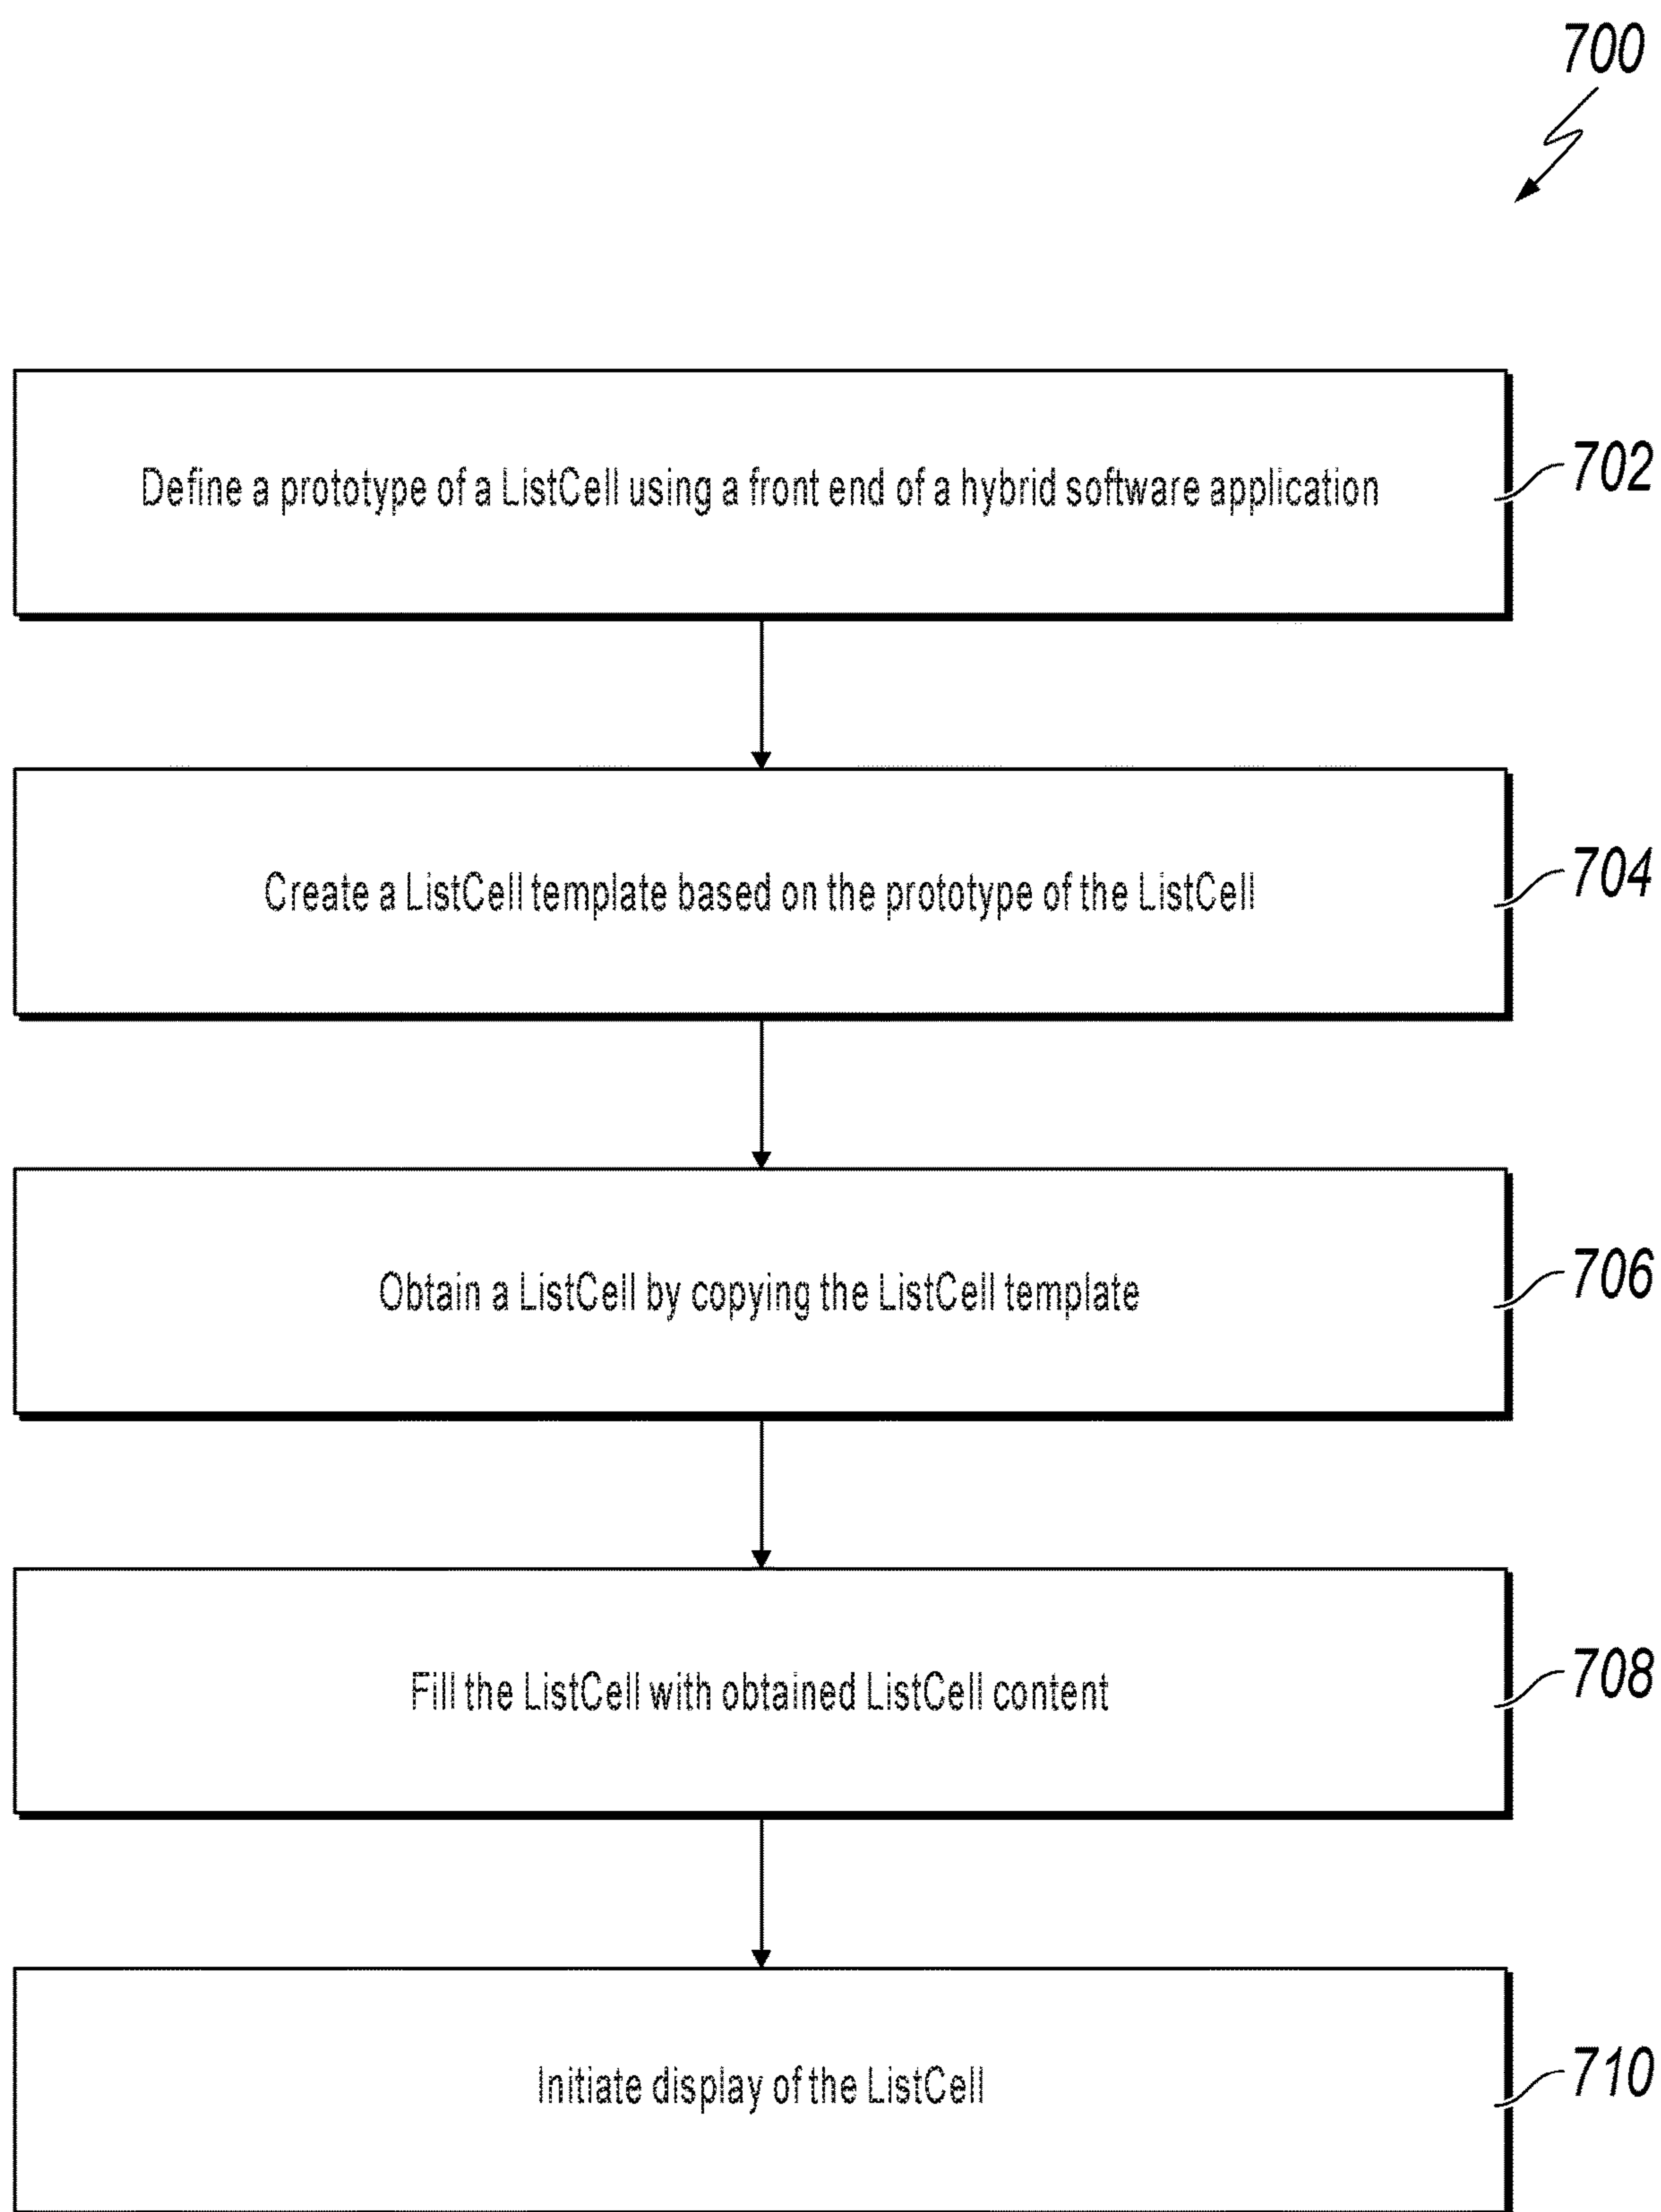 700
Define a prototype of a ListCell using a front end of a hybrid software application
702
Create a ListCell template based on the prototype of the ListCell
704
Obtain a ListCell by copying the ListCell template
706
Fill the ListCell with obtained ListCell content
708
Initiate display of the ListCell
710